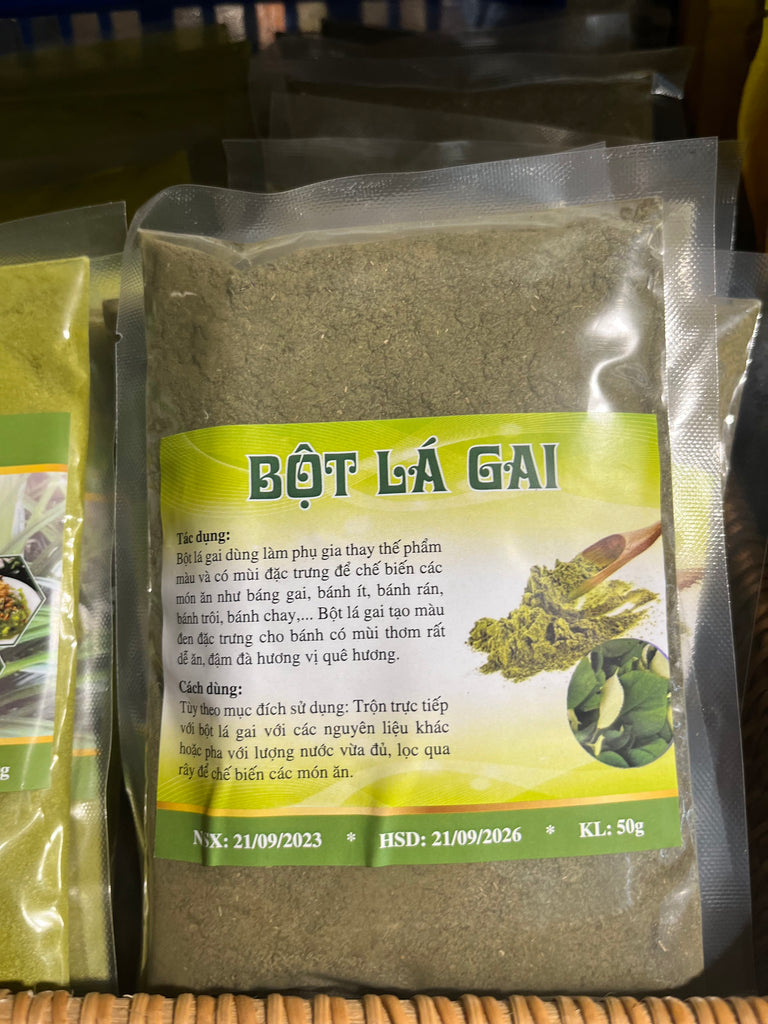 BỘT LÁ GAI
Tác dụng:
Bột lá gai dùng làm phụ gia thay thế phẩm
màu và có mùi đặc trưng để chế biến các
món ăn như báng gai, bánh ít, bánh rán,
bánh trôi, bánh chay,... Bột lá gai tạo màu
đen đặc trưng cho bánh có mùi thơm rất
dễ ăn, đậm đà hương vị quê hương.
Cách dùng:
Tùy theo mục đích sử dụng: Trộn trực tiếp
với bột lá gai với các nguyên liệu khác
hoặc pha với lượng nước vừa đủ, lọc qua
rây để chế biến các món ăn.
NSX: 21/09/2023 * HSD: 21/09/2026 * KL: 50g